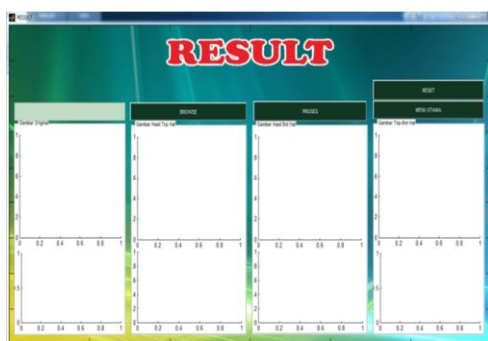 RESULT
RESULT
RESET
BROWSE
PROSES
MENU UTAMA
Gambar Original
Gambar Hasil Top Hat
Gambar Hasil Bot Hat
Gambar Top-Bot Hat
0 0.2 0.4 0.6 0.8 1
0 0.2 0.4 0.6 0.8 1
0 0.2 0.4 0.6 0.8 1
0 0.2 0.4 0.6 0.8 1
0 0.2 0.4 0.6 0.8 1
0 0.2 0.4 0.6 0.8 1
0 0.2 0.4 0.6 0.8 1
0 0.2 0.4 0.6 0.8 1